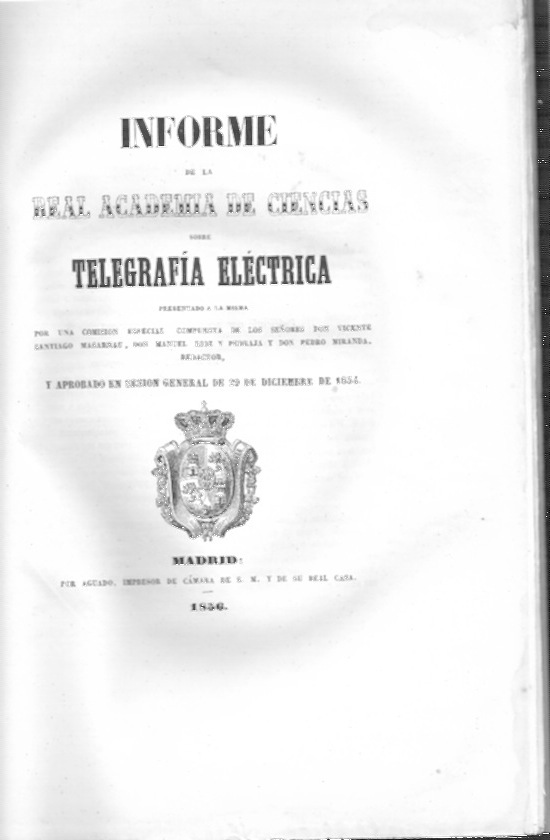 INFORME
DE LA
REAL ACADEMIA DE CIENCIAS
SOBRE
TELEGRAFÍA ELÉCTRICA
PRESENTADO A LA MISMA
POR UNA COMISION ESPECIAL COMPUESTA DE LOS SEÑORES DON VICENTE
SANTIAGO MASARNAU, DON MANUEL Y DON PEDRO MIRANDA,
REDACTOR,
Y APROBADO EN SESION GENERAL DE 29 DE DICIEMBRE DE
MADRID:
POR AGUADO, IMPRESOR DE CÁMARA DE S. M. Y DE SU REAL CASA.
1856.